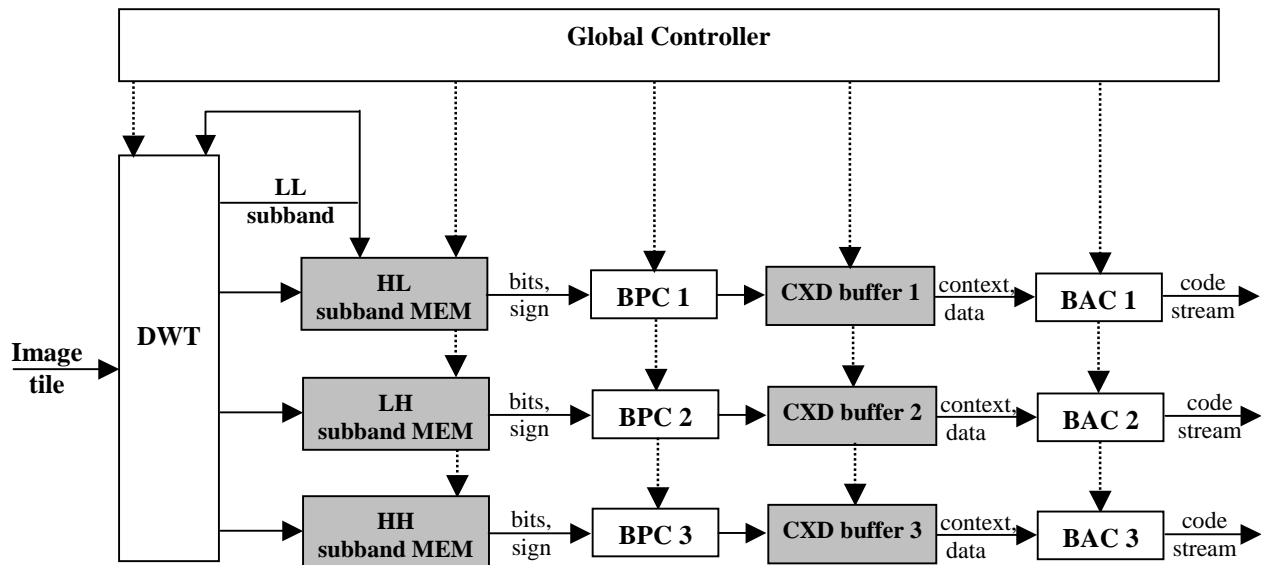 Global Controller
LL
subband
DWT
Image
tile
HL
subband MEM
bits,
sign
BPC 1
CXD buffer 1
context,
data
BAC 1
code
stream
LH
subband MEM
bits,
sign
BPC 2
CXD buffer 2
context,
data
BAC 2
code
stream
HH
subband MEM
bits,
sign
BPC 3
CXD buffer 3
context,
data
BAC 3
code
stream